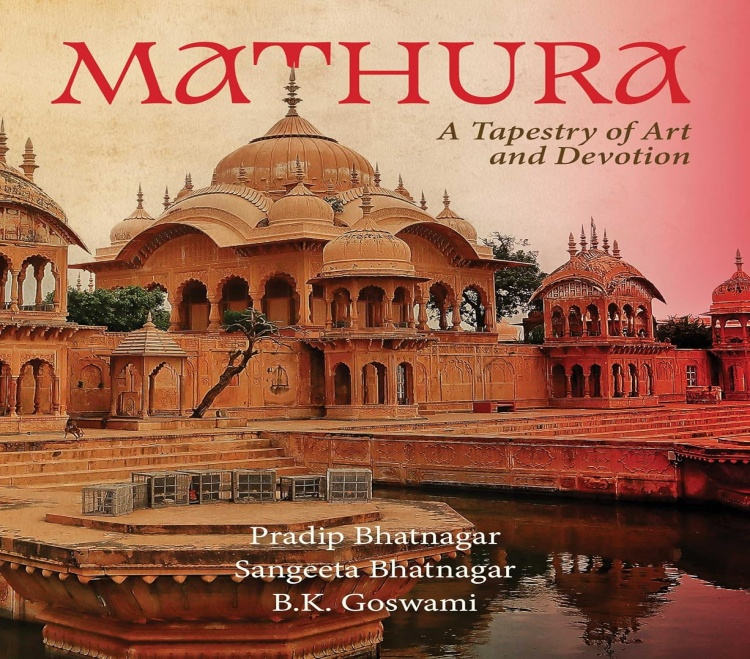 MATHURA
A Tapestry of Art
and Devotion
Pradip Bhatnagar
Sangeeta Bhatnagar
B.K. Goswami